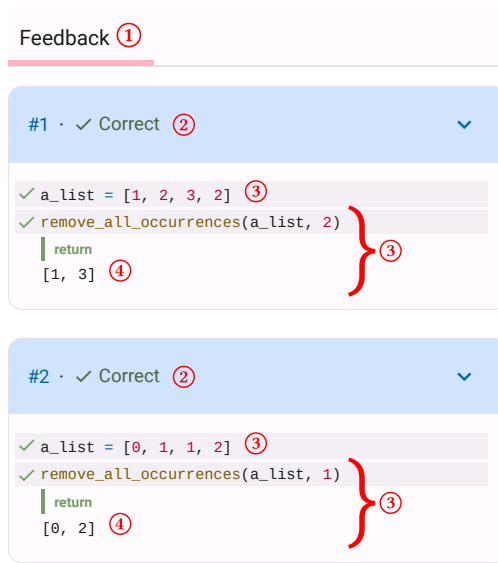 Feedback ①
#1 · ✓ Correct ②
✓ a_list = [1, 2, 3, 2] ③
✓ remove_all_occurrences(a_list, 2)
return ③
[1, 3] ④
#2 · ✓ Correct ②
✓ a_list = [0, 1, 1, 2] ③
✓ remove_all_occurrences(a_list, 1)
return ③
[0, 2] ④